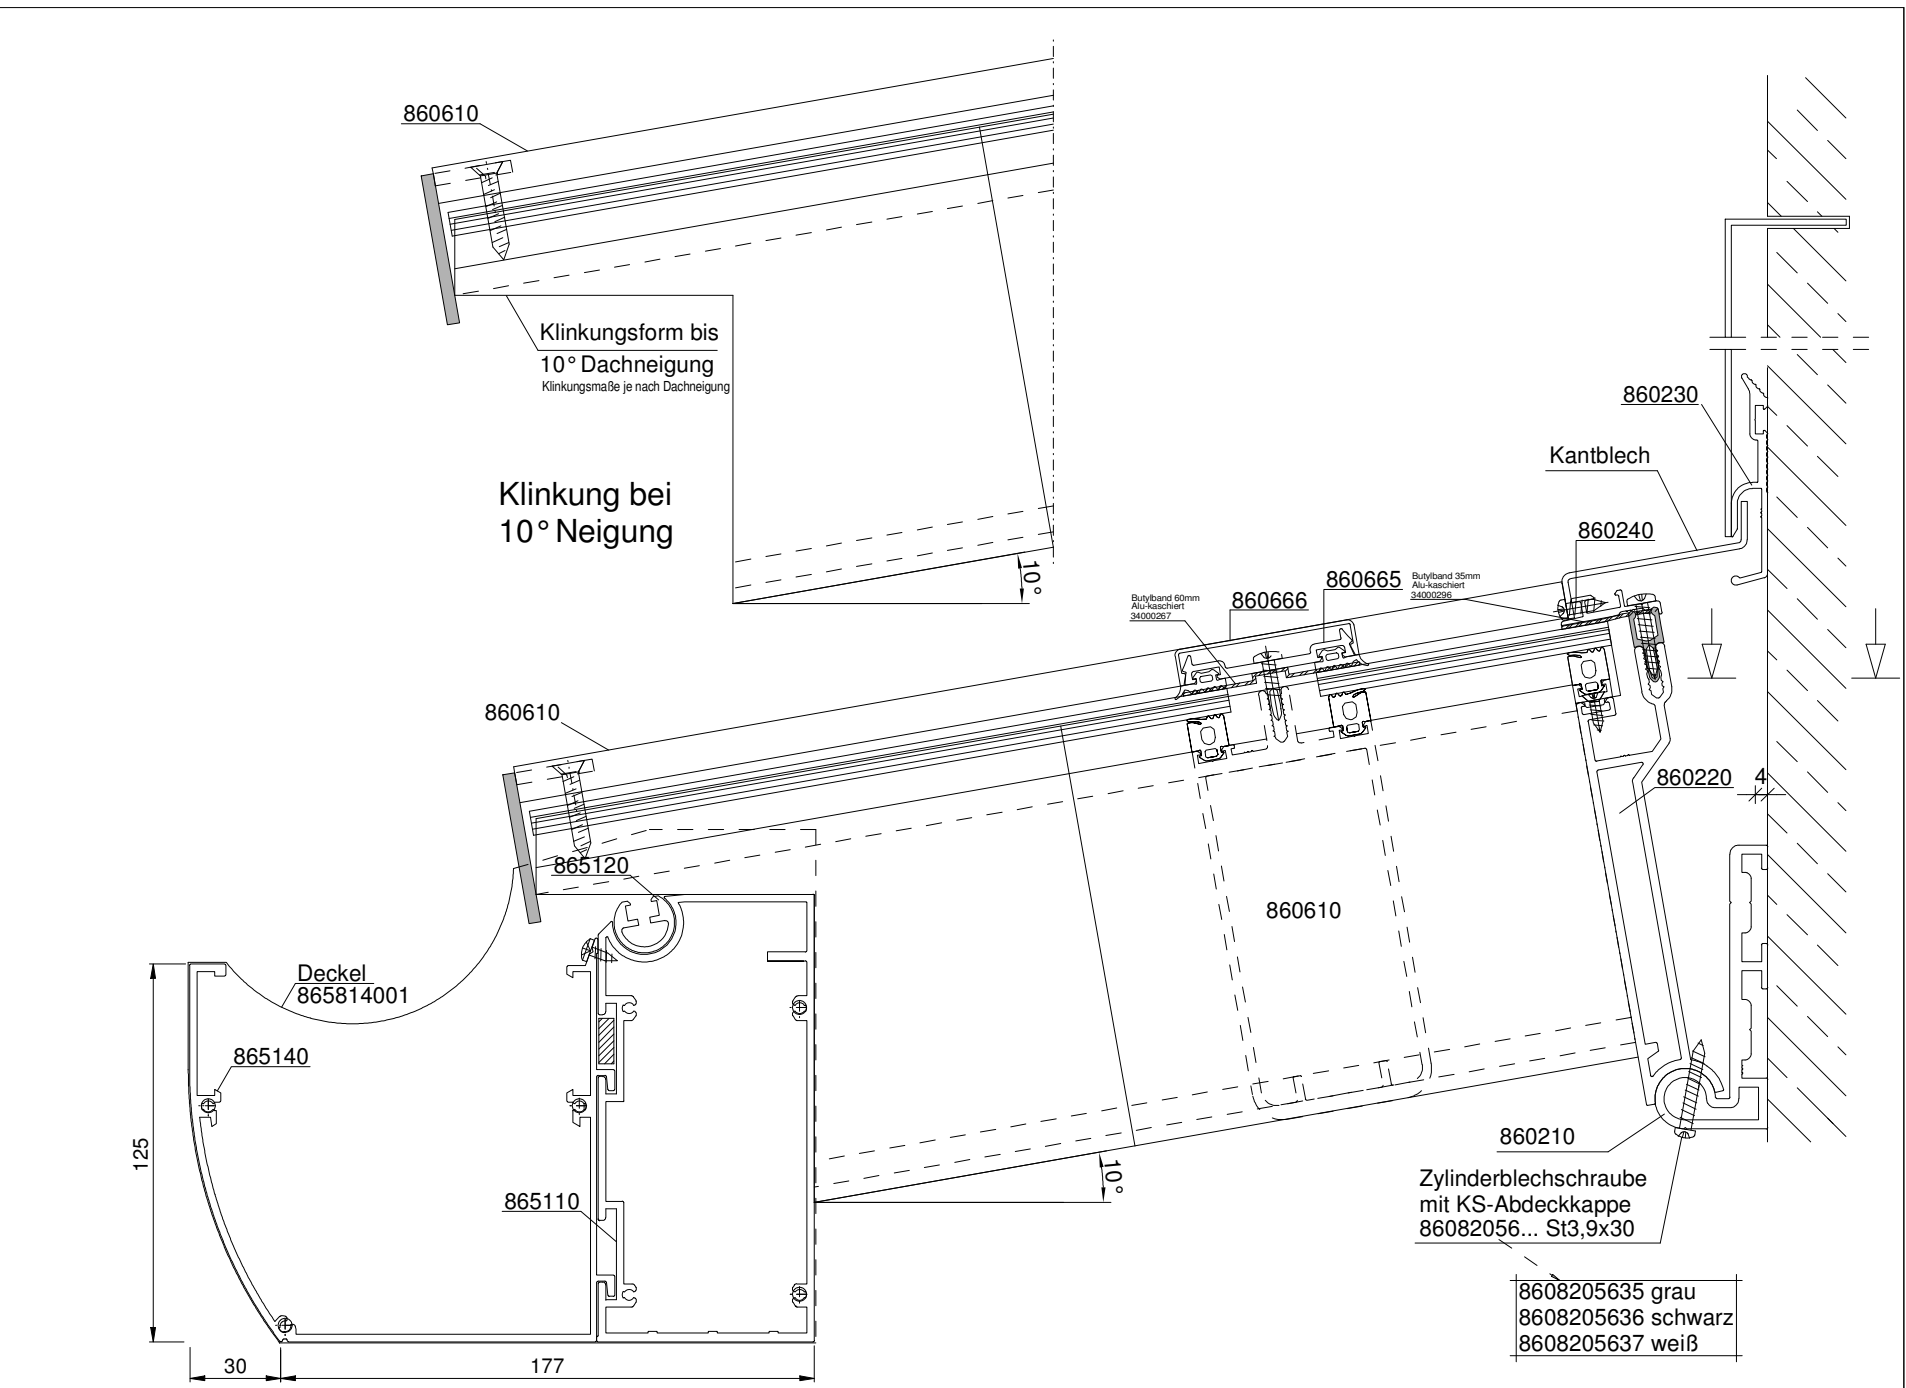 860610
Klinkungsform bis
10° Dachneigung
Klinkungsmaße je nach Dachneigung
860230
Kantblech
Klinkung bei
10° Neigung
860240
10°
Butylband 60mm
Alu-kaschiert
34000267
860666
860665
Butylband 35mm
Alu-kaschiert
34000296
860610
860220
4
865120
860610
Deckel
865814001
865140
125
860210
10°
865110
Zylinderblechschraube
mit KS-Abdeckkappe
86082056... St3,9x30
8608205635 grau
8608205636 schwarz
8608205637 weiß
30
177